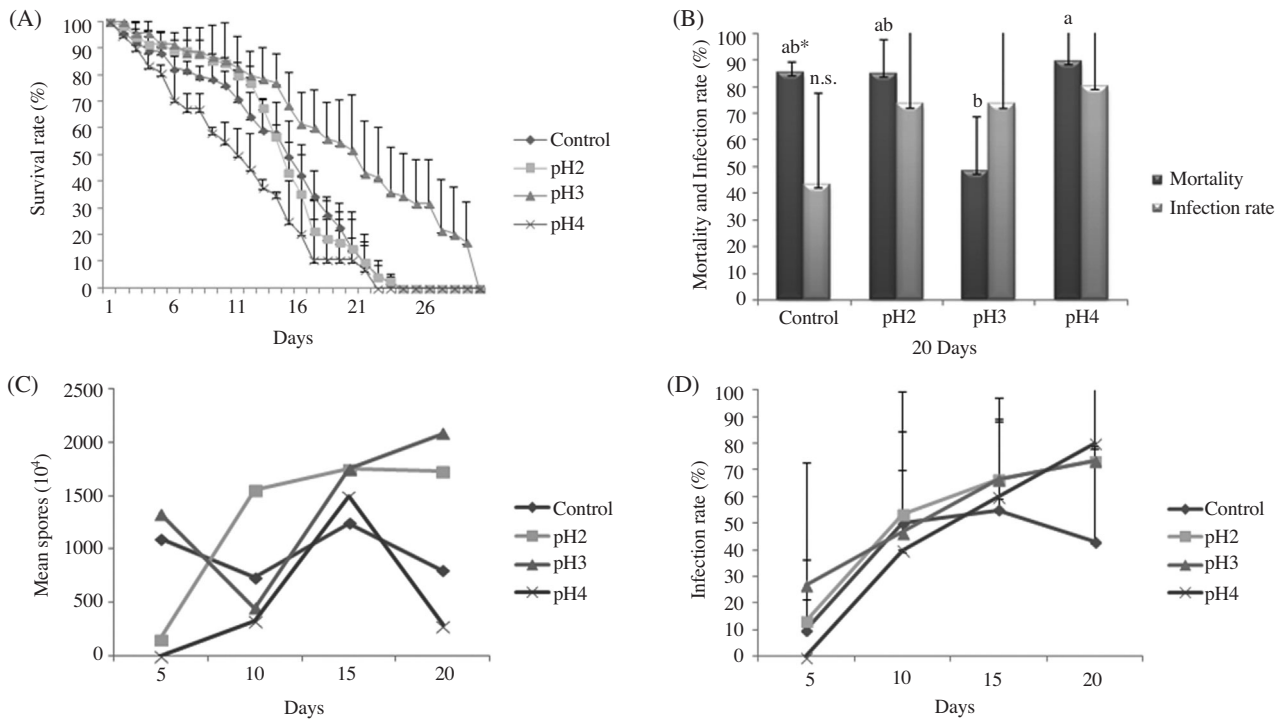 (A)
100
90
80
70
60
50
40
30
20
10
0
Survival rate (%)
1 6 11 16 21 26
Days
Control
pH2
pH3
pH4
(B)
100
90
80
70
60
50
40
30
20
10
0
Mortality and Infection rate (%)
ab*
n.s.
ab
b
a
Control pH2 pH3 pH4
20 Days
Mortality
Infection rate
(C)
2500
2000
1500
1000
500
0
Mean spores (10⁴)
5 10 15 20
Days
Control
pH2
pH3
pH4
(D)
100
90
80
70
60
50
40
30
20
10
0
Infection rate (%)
5 10 15 20
Days
Control
pH2
pH3
pH4